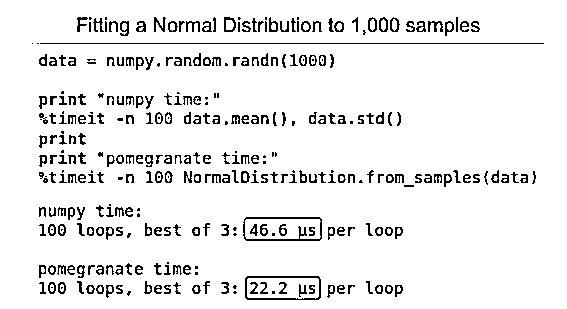 Fitting a Normal Distribution to 1,000 samples
data = numpy.random.randn(1000)
print "numpy time:"
%timeit -n 100 data.mean(), data.std()
print
print "pomegranate time:"
%timeit -n 100 NormalDistribution.from_samples(data)
numpy time:
100 loops, best of 3: 46.6 µs per loop
pomegranate time:
100 loops, best of 3: 22.2 µs per loop